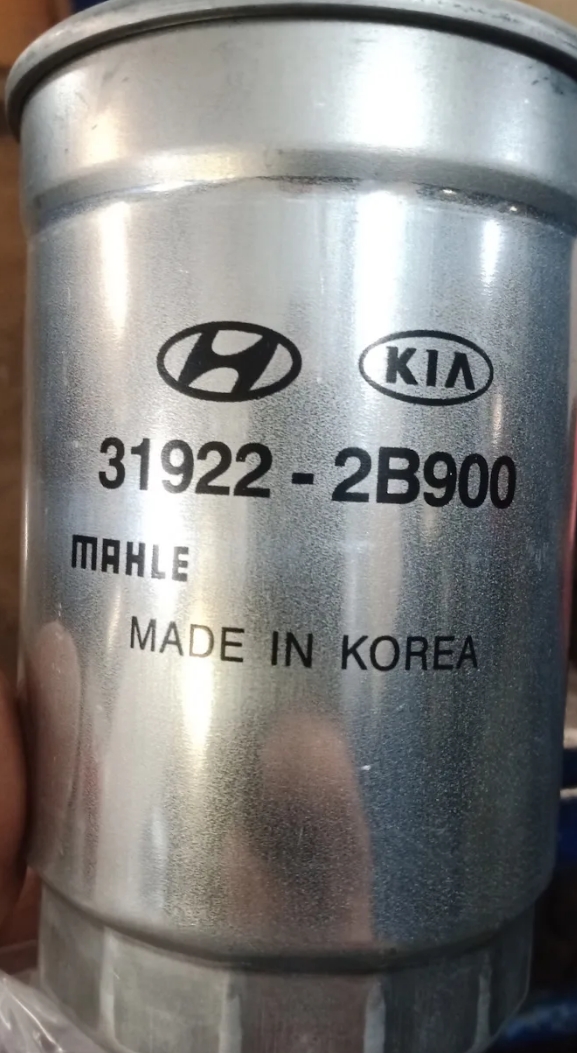 KIA
31922 - 2B900
MAHLE
MADE IN KOREA